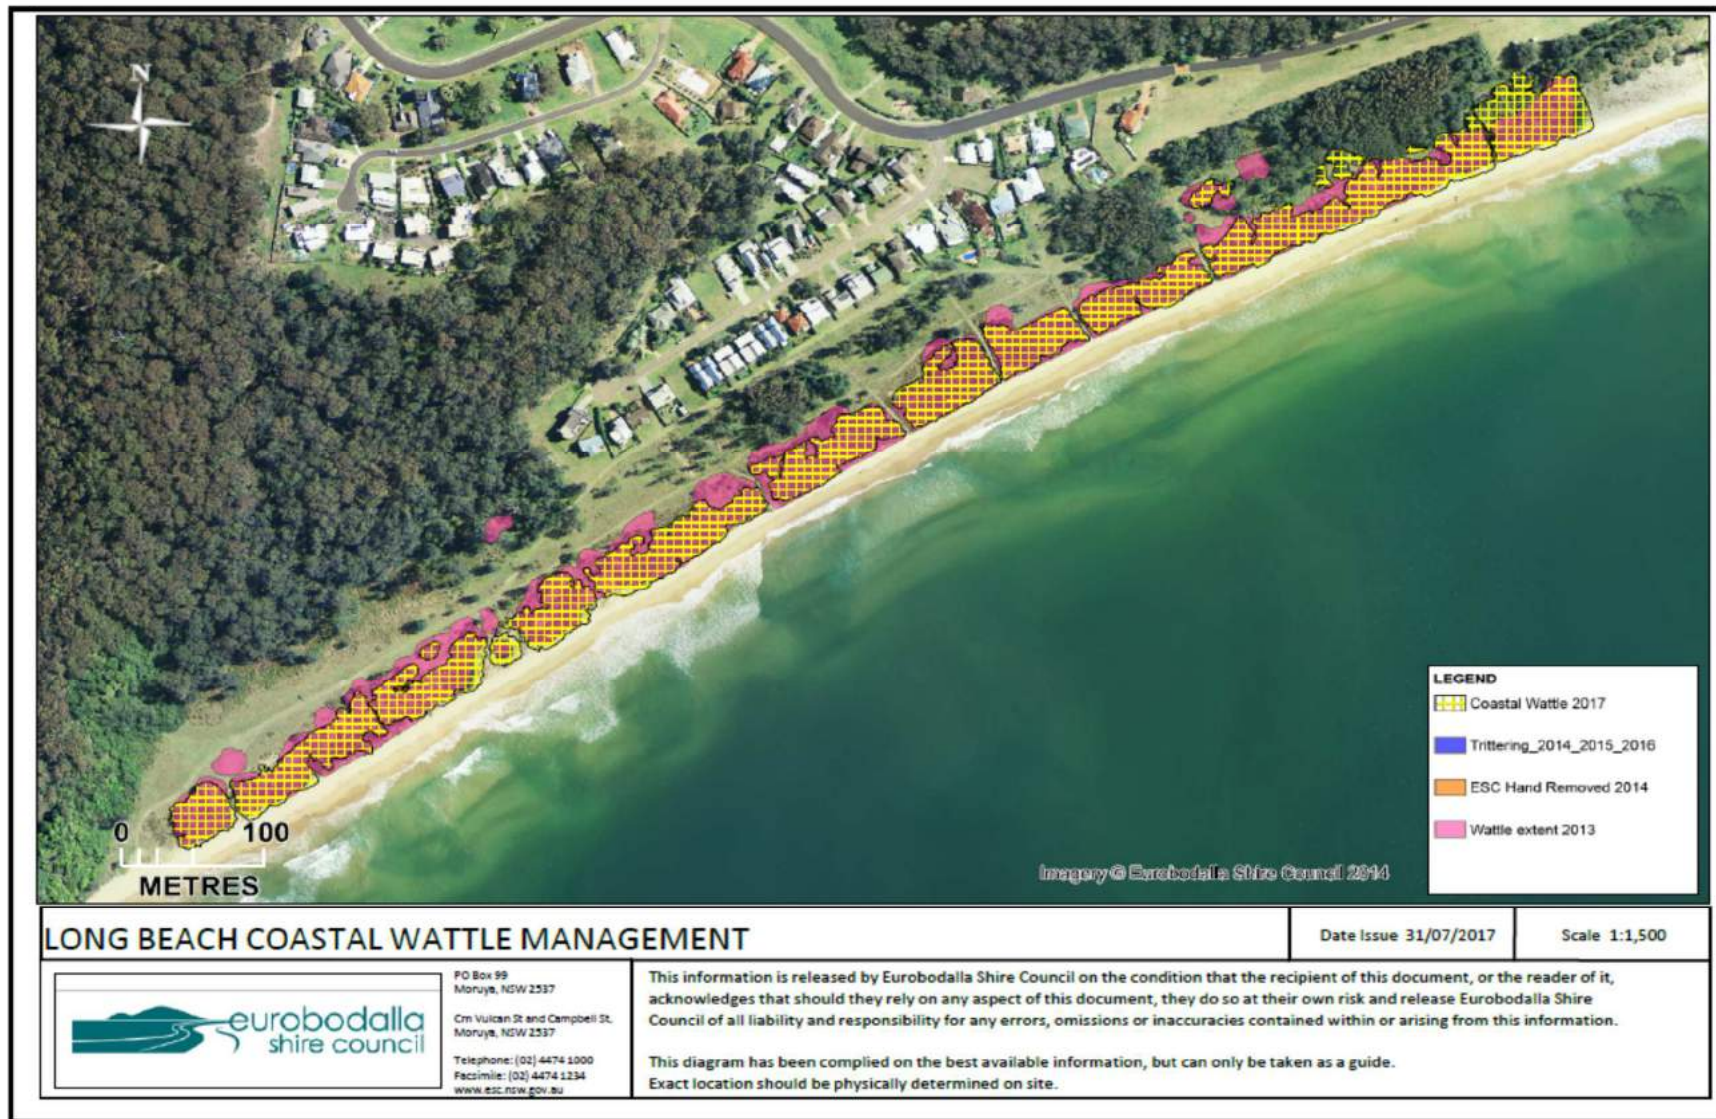 N
0 100
METRES
LEGEND
Coastal Wattle 2017
Trittering_2014_2015_2016
ESC Hand Removed 2014
Wattle extent 2013
Imagery © Eurobodalla Shire Council 2014
LONG BEACH COASTAL WATTLE MANAGEMENT
Date Issue 31/07/2017
Scale 1:1,500
eurobodalla
shire council
PO Box 99
Moruya, NSW 2537
Crn Vulcan St and Campbell St,
Moruya, NSW 2537
Telephone: (02) 4474 1000
Facsimile: (02) 4474 1234
www.esc.nsw.gov.au
This information is released by Eurobodalla Shire Council on the condition that the recipient of this document, or the reader of it,
acknowledges that should they rely on any aspect of this document, they do so at their own risk and release Eurobodalla Shire
Council of all liability and responsibility for any errors, omissions or inaccuracies contained within or arising from this information.
This diagram has been complied on the best available information, but can only be taken as a guide.
Exact location should be physically determined on site.